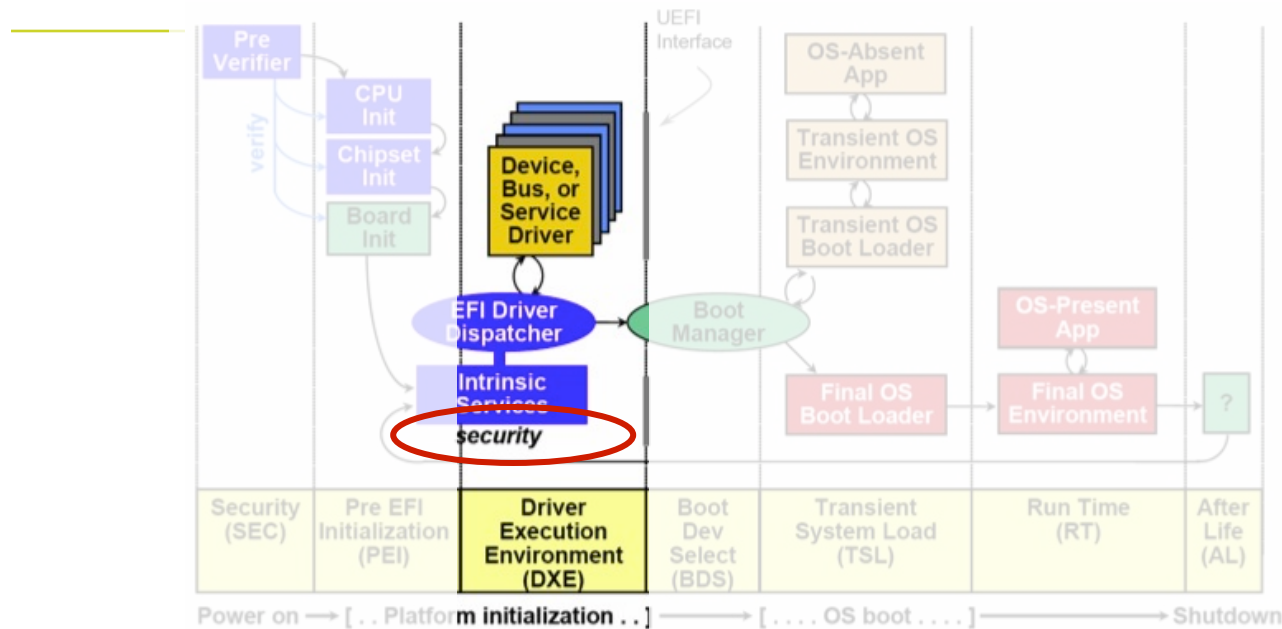 UEFI
Interface
Pre
Verifier
verify
CPU
Init
Chipset
Init
Board
Init
Device,
Bus, or
Service
Driver
EFI Driver
Dispatcher
Intrinsic
Services
security
Boot
Manager
OS-Absent
App
Transient OS
Environment
Transient OS
Boot Loader
Final OS
Boot Loader
OS-Present
App
Final OS
Environment
?
Security
(SEC)
Pre EFI
Initialization
(PEI)
Driver
Execution
Environment
(DXE)
Boot
Dev
Select
(BDS)
Transient
System Load
(TSL)
Run Time
(RT)
After
Life
(AL)
Power on [ . . Platform initialization . . ] [ . . . . OS boot . . . . ] Shutdown